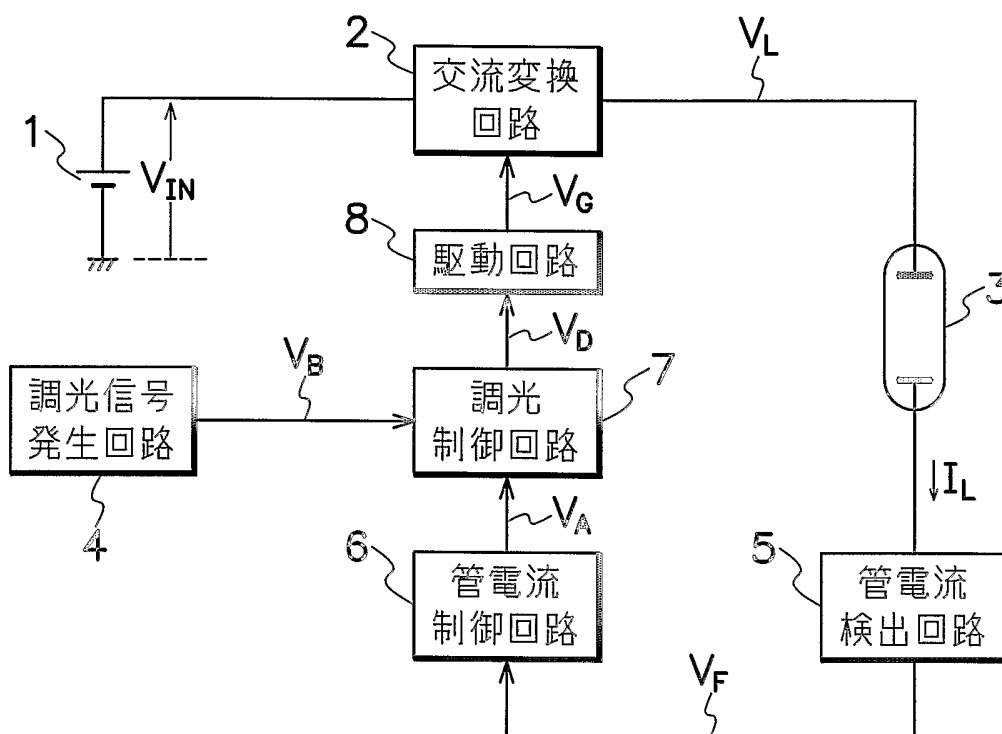 2
交流変換
回路
V_L
1
V_IN
V_G
8
駆動回路
3
V_D
V_B
調光信号
発生回路
7
調光
制御回路
4
I_L
V_A
6
管電流
制御回路
5
管電流
検出回路
V_F